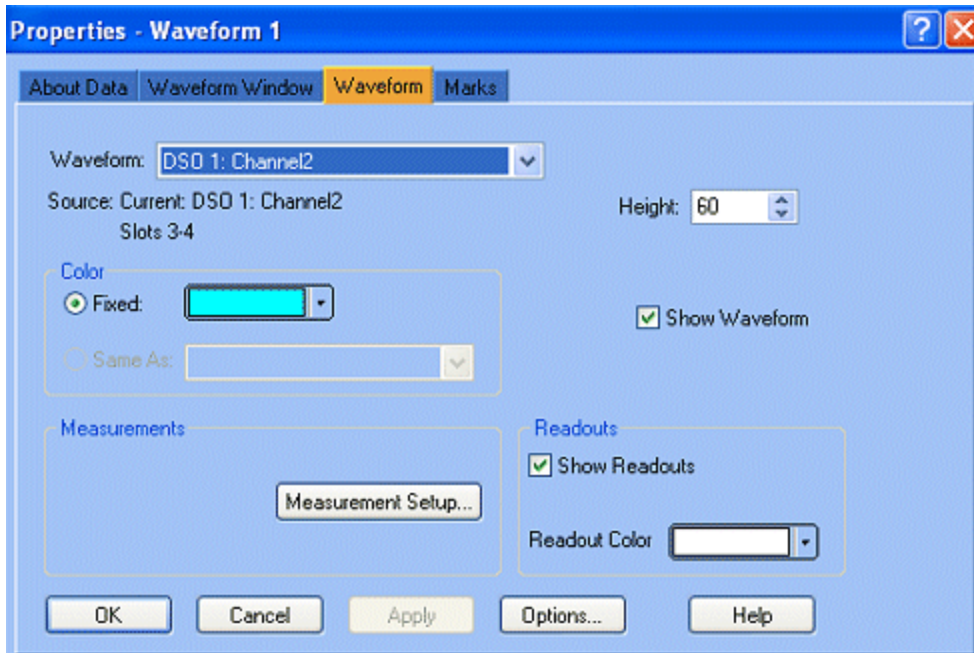 Properties - Waveform 1
About Data
Waveform Window
Waveform
Marks
Waveform: DSO 1: Channel2
Source: Current: DSO 1: Channel2
Slots 3-4
Height: 60
Color
Fixed:
Show Waveform
Same As:
Measurements
Measurement Setup...
Readouts
Show Readouts
Readout Color
OK
Cancel
Apply
Options...
Help